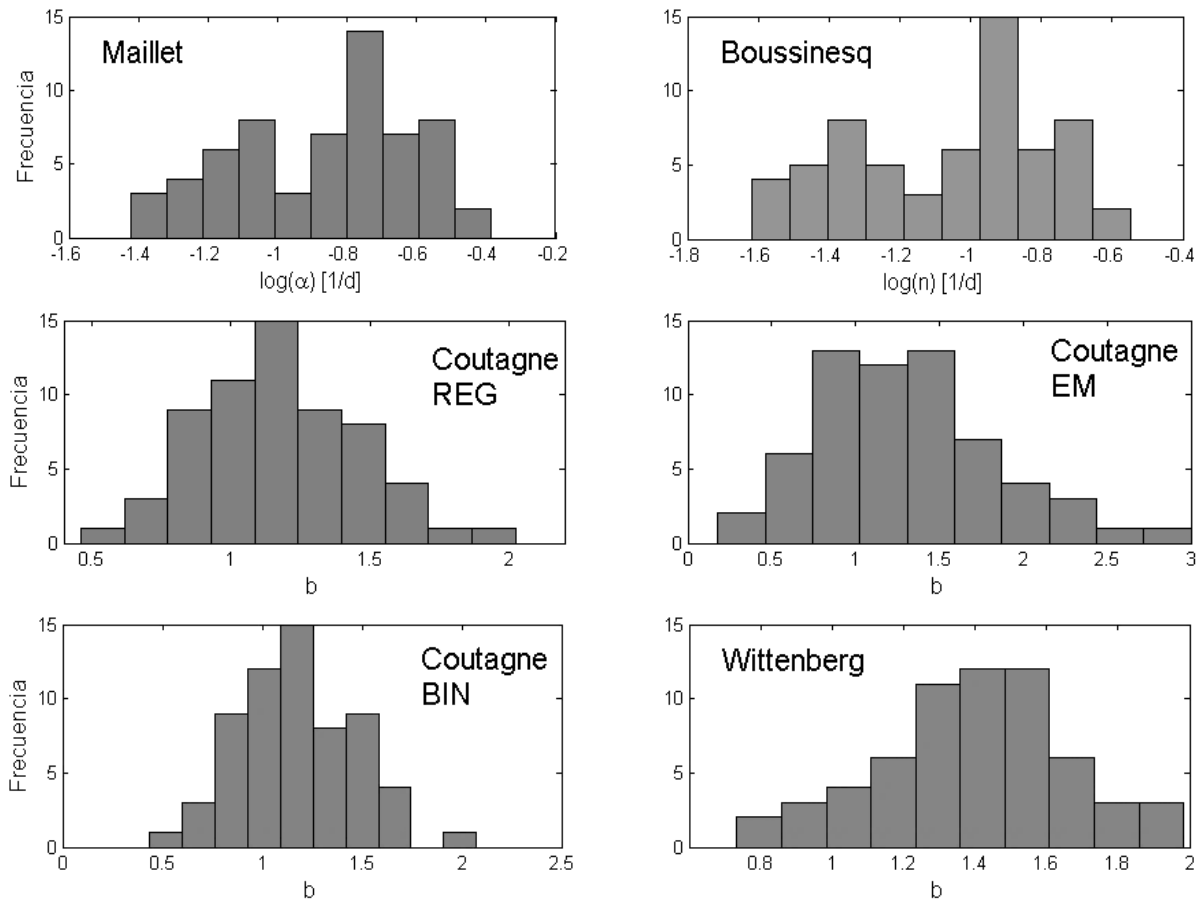 15
10
5
0
Frecuencia
Maillet
-1.6 -1.4 -1.2 -1 -0.8 -0.6 -0.4 -0.2
log(α) [1/d]
15
10
5
0
Boussinesq
-1.8 -1.6 -1.4 -1.2 -1 -0.8 -0.6 -0.4
log(n) [1/d]
15
10
5
0
Frecuencia
Coutagne
REG
0.5 1 1.5 2
b
15
10
5
0
Coutagne
EM
0 0.5 1 1.5 2 2.5 3
b
15
10
5
0
Frecuencia
Coutagne
BIN
0 0.5 1 1.5 2 2.5
b
15
10
5
0
Wittenberg
0.8 1 1.2 1.4 1.6 1.8 2
b